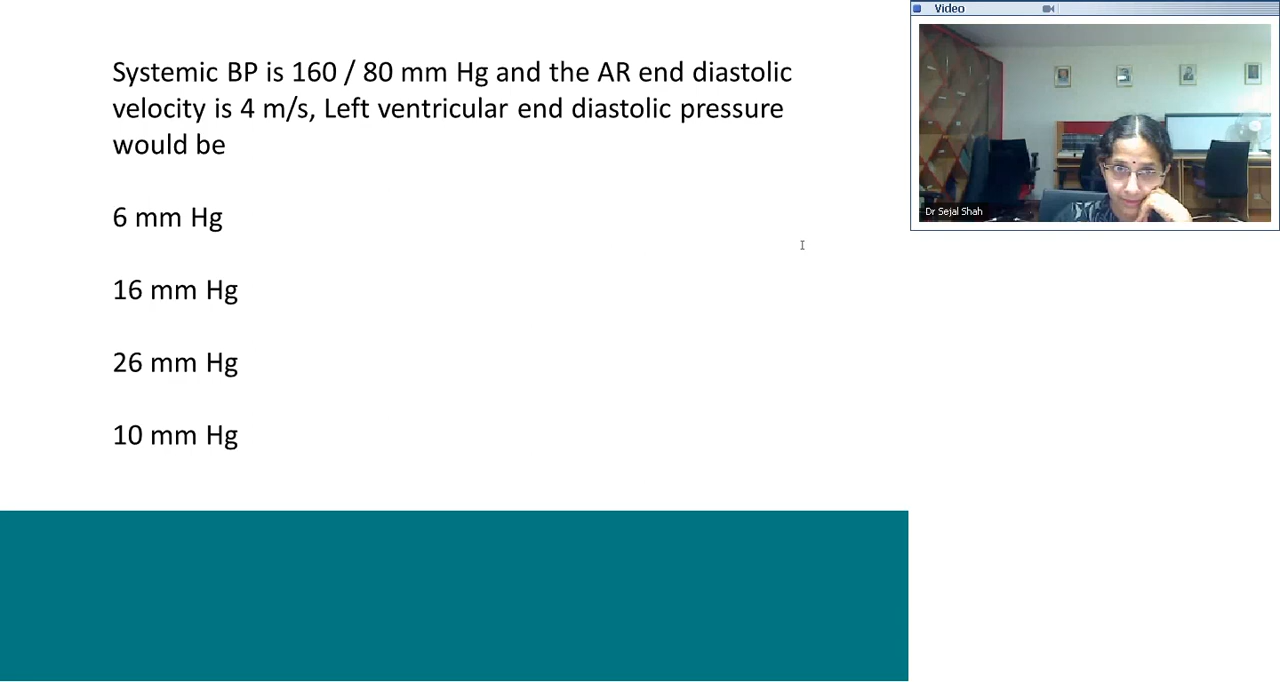 Systemic BP is 160 / 80 mm Hg and the AR end diastolic
velocity is 4 m/s, Left ventricular end diastolic pressure
would be
6 mm Hg
16 mm Hg
26 mm Hg
10 mm Hg
Video
Dr Sejal Shah